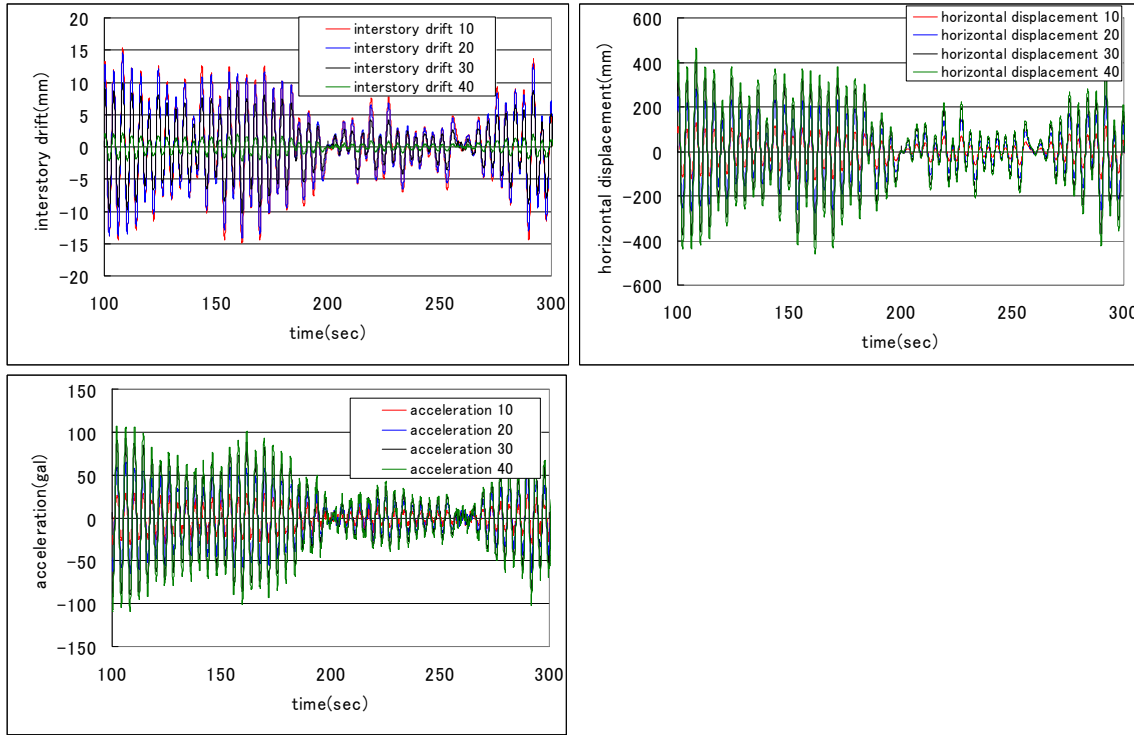 interstory drift(mm)
20
15
10
5
0
-5
-10
-15
-20
interstory drift 10
interstory drift 20
interstory drift 30
interstory drift 40
100 150 200 250 300
time(sec)
horizontal displacement(mm)
600
400
200
0
-200
-400
-600
horizontal displacement 10
horizontal displacement 20
horizontal displacement 30
horizontal displacement 40
100 150 200 250 300
time(sec)
acceleration(gal)
150
100
50
0
-50
-100
-150
acceleration 10
acceleration 20
acceleration 30
acceleration 40
100 150 200 250 300
time(sec)